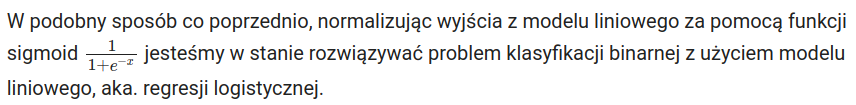 W podobny sposób co poprzednio, normalizując wyjścia z modelu liniowego za pomocą funkcji
sigmoid \frac{1}{1+e^{-x}} jesteśmy w stanie rozwiązywać problem klasyfikacji binarnej z użyciem modelu
liniowego, aka. regresji logistycznej.